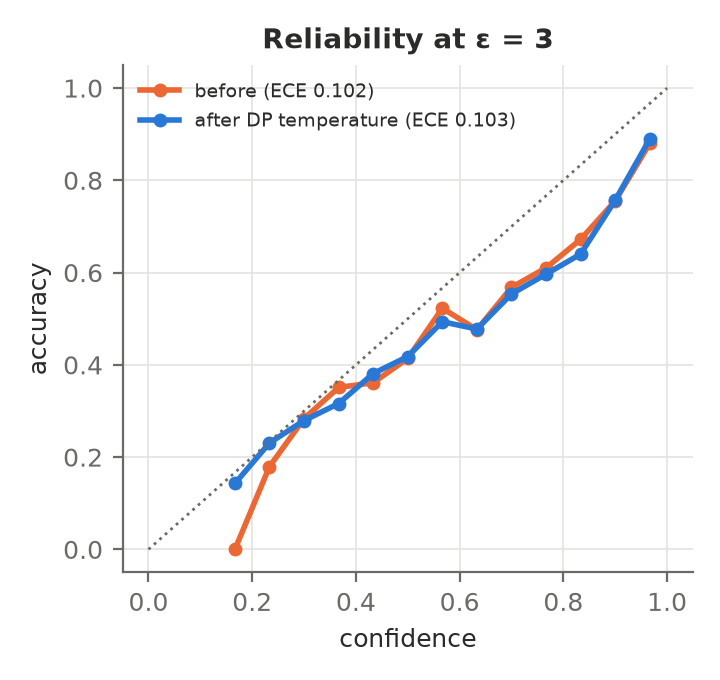 Reliability at ε = 3
before (ECE 0.102)
after DP temperature (ECE 0.103)
accuracy
1.0
0.8
0.6
0.4
0.2
0.0
0.0 0.2 0.4 0.6 0.8 1.0
confidence